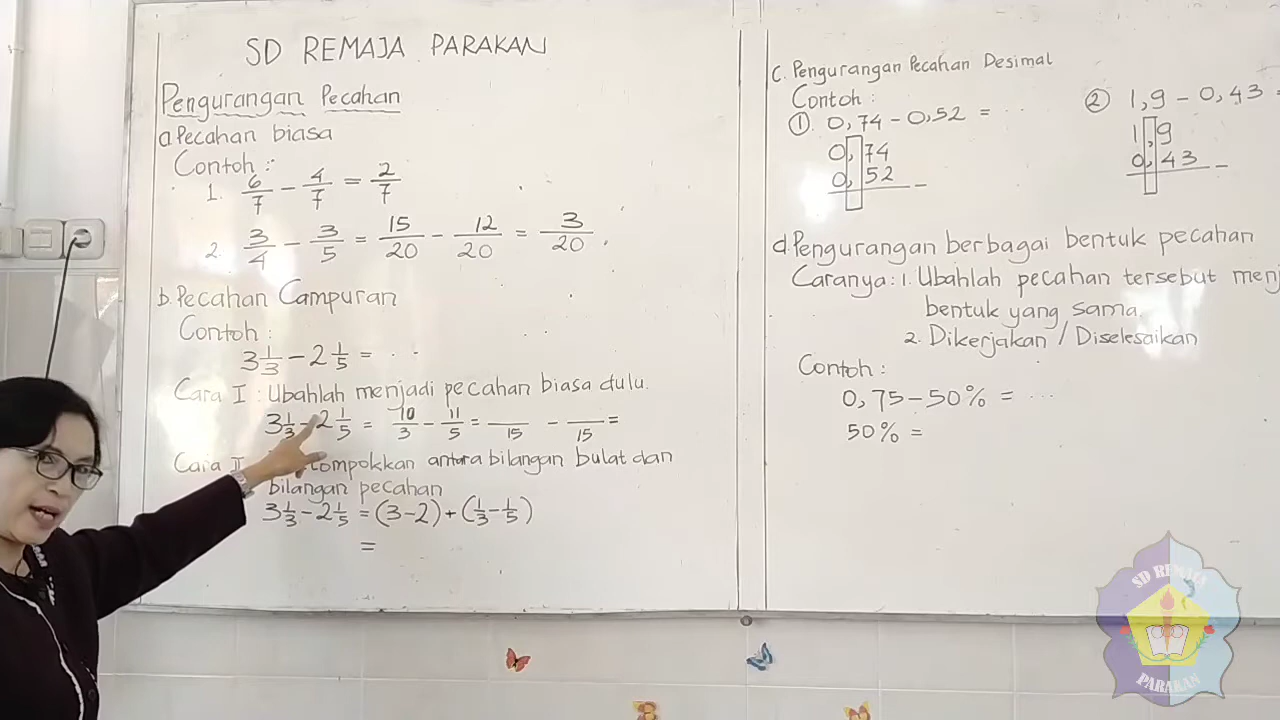 SD REMAJA PARAKAN
Pengurangan Pecahan
a Pecahan biasa
Contoh :
1. 6/7 - 4/7 = 2/7
2. 3/4 - 3/5 = 15/20 - 12/20 = 3/20
b. Pecahan Campuran
Contoh :
3 1/3 - 2 1/5 = . .
Cara I : Ubahlah menjadi pecahan biasa dulu.
3 1/3 - 2 1/5 = 10/3 - 11/5 = /15 - /15 =
Cara antara bilangan bulat dan
bilangan pecahan
3 1/3 - 2 1/5 = (3-2) + (1/3 - 1/5)
=
C. Pengurangan Pecahan Desimal
Contoh :
① 0,74 - 0,52 = . .
0,74
0,52 -
② 1,9 - 0,43 =
1,9
0,43 -
d. Pengurangan berbagai bentuk pecahan
Caranya : 1. Ubahlah pecahan tersebut menj
bentuk yang sama.
2. Dikerjakan / Diselesaikan
Contoh :
0,75 - 50% = ...
50% =
SD REMAJA
PARAKAN